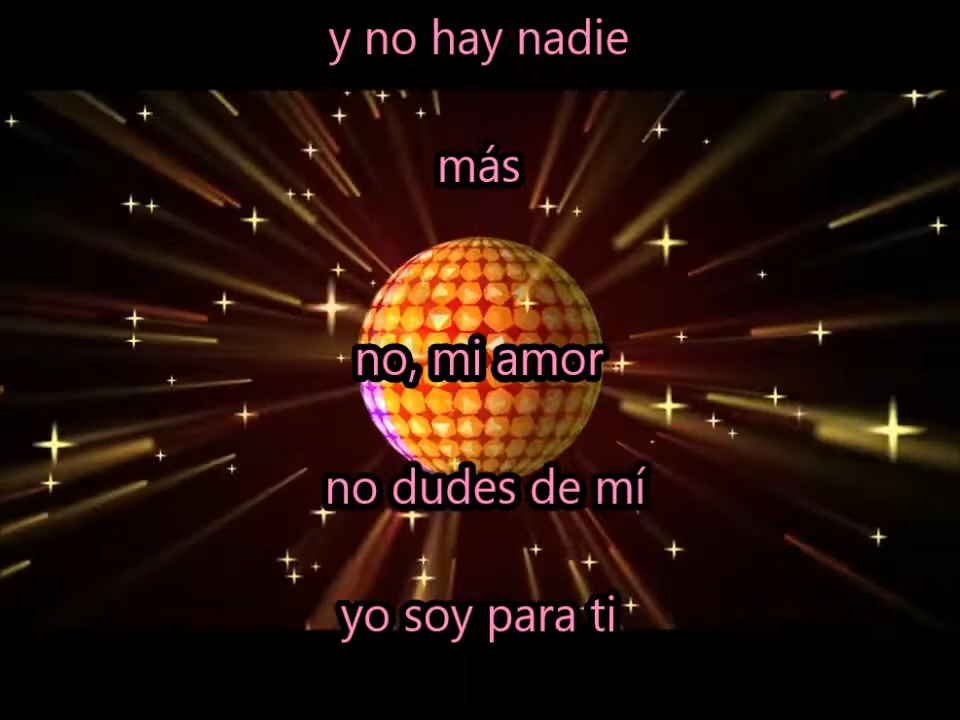 y no hay nadie
más
no, mi amor
no dudes de mí
yo soy para ti